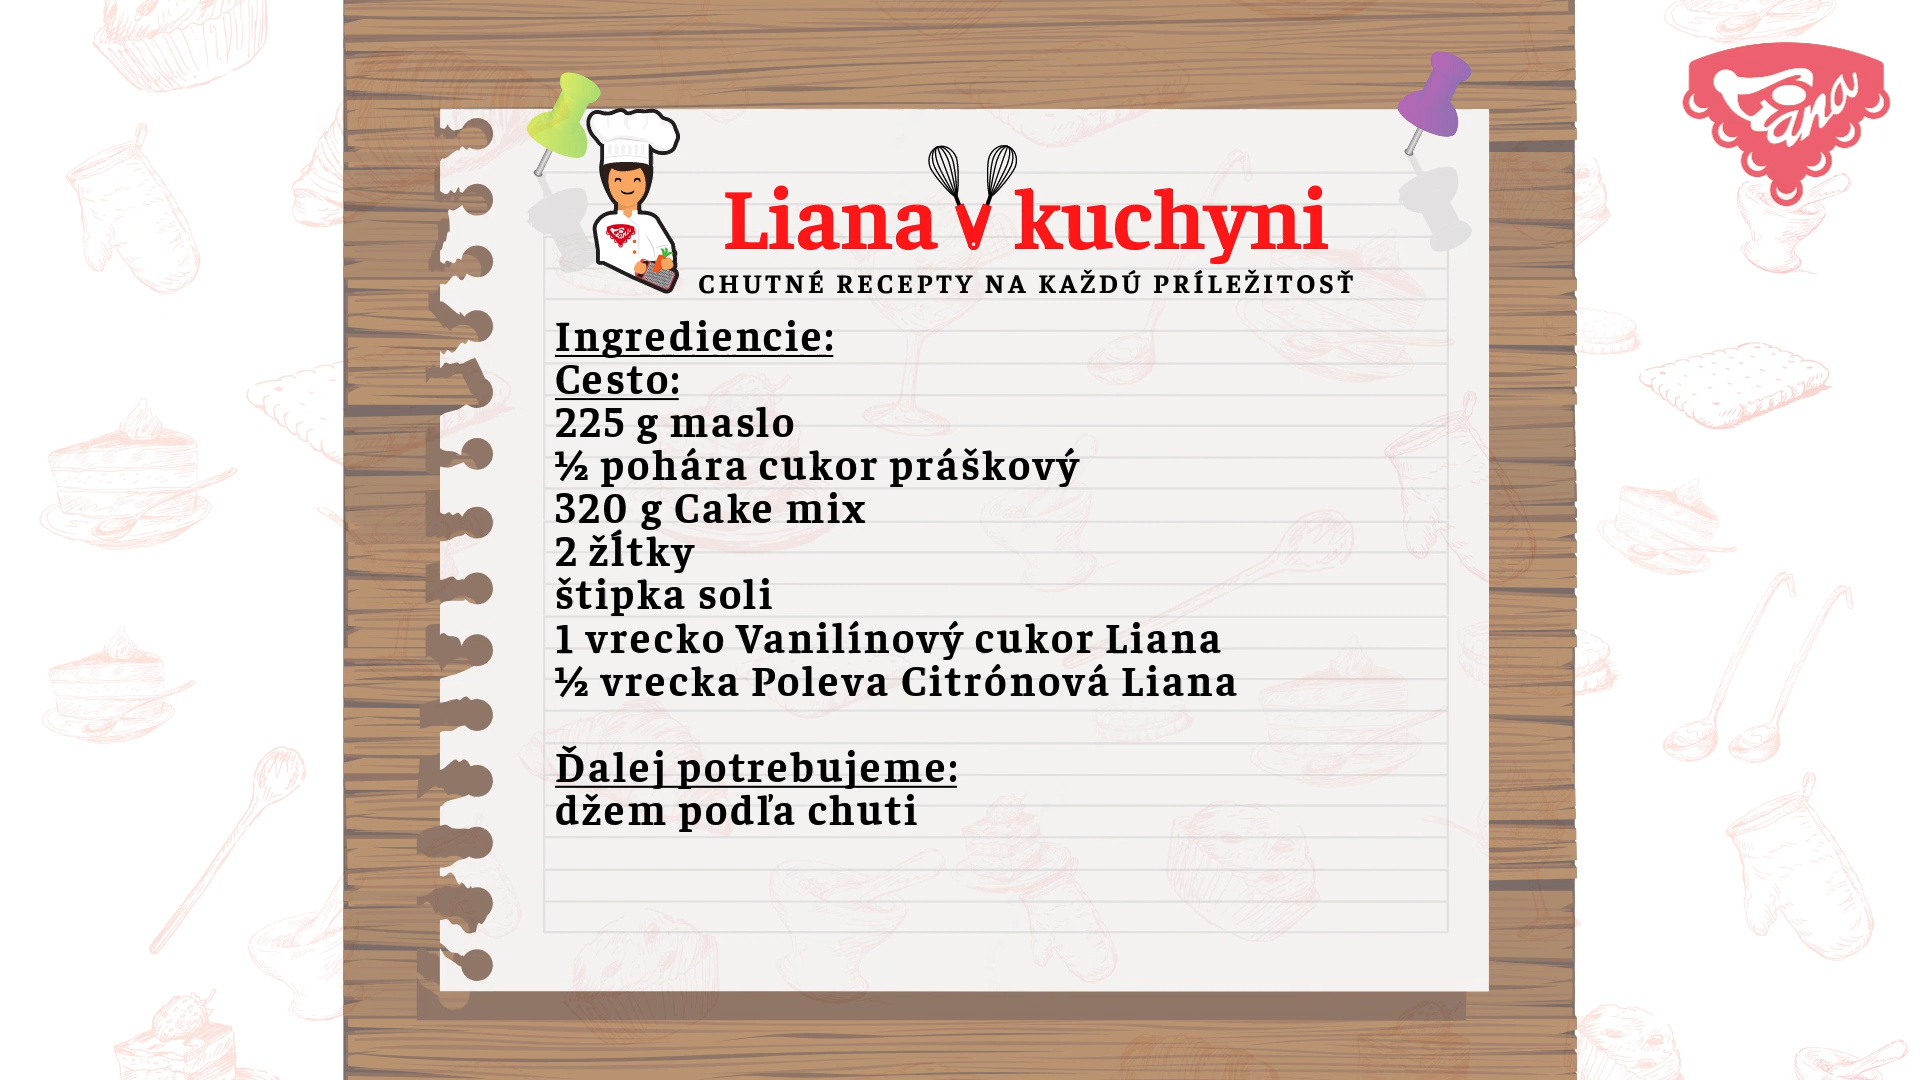 Liana
Liana v kuchyni
CHUTNÉ RECEPTY NA KAŽDÚ PRÍLEŽITOSŤ
Ingrediencie:
Cesto:
225 g maslo
½ pohára cukor práškový
320 g Cake mix
2 žĺtky
štipka soli
1 vrecko Vanilínový cukor Liana
½ vrecka Poleva Citrónová Liana
Ďalej potrebujeme:
džem podľa chuti